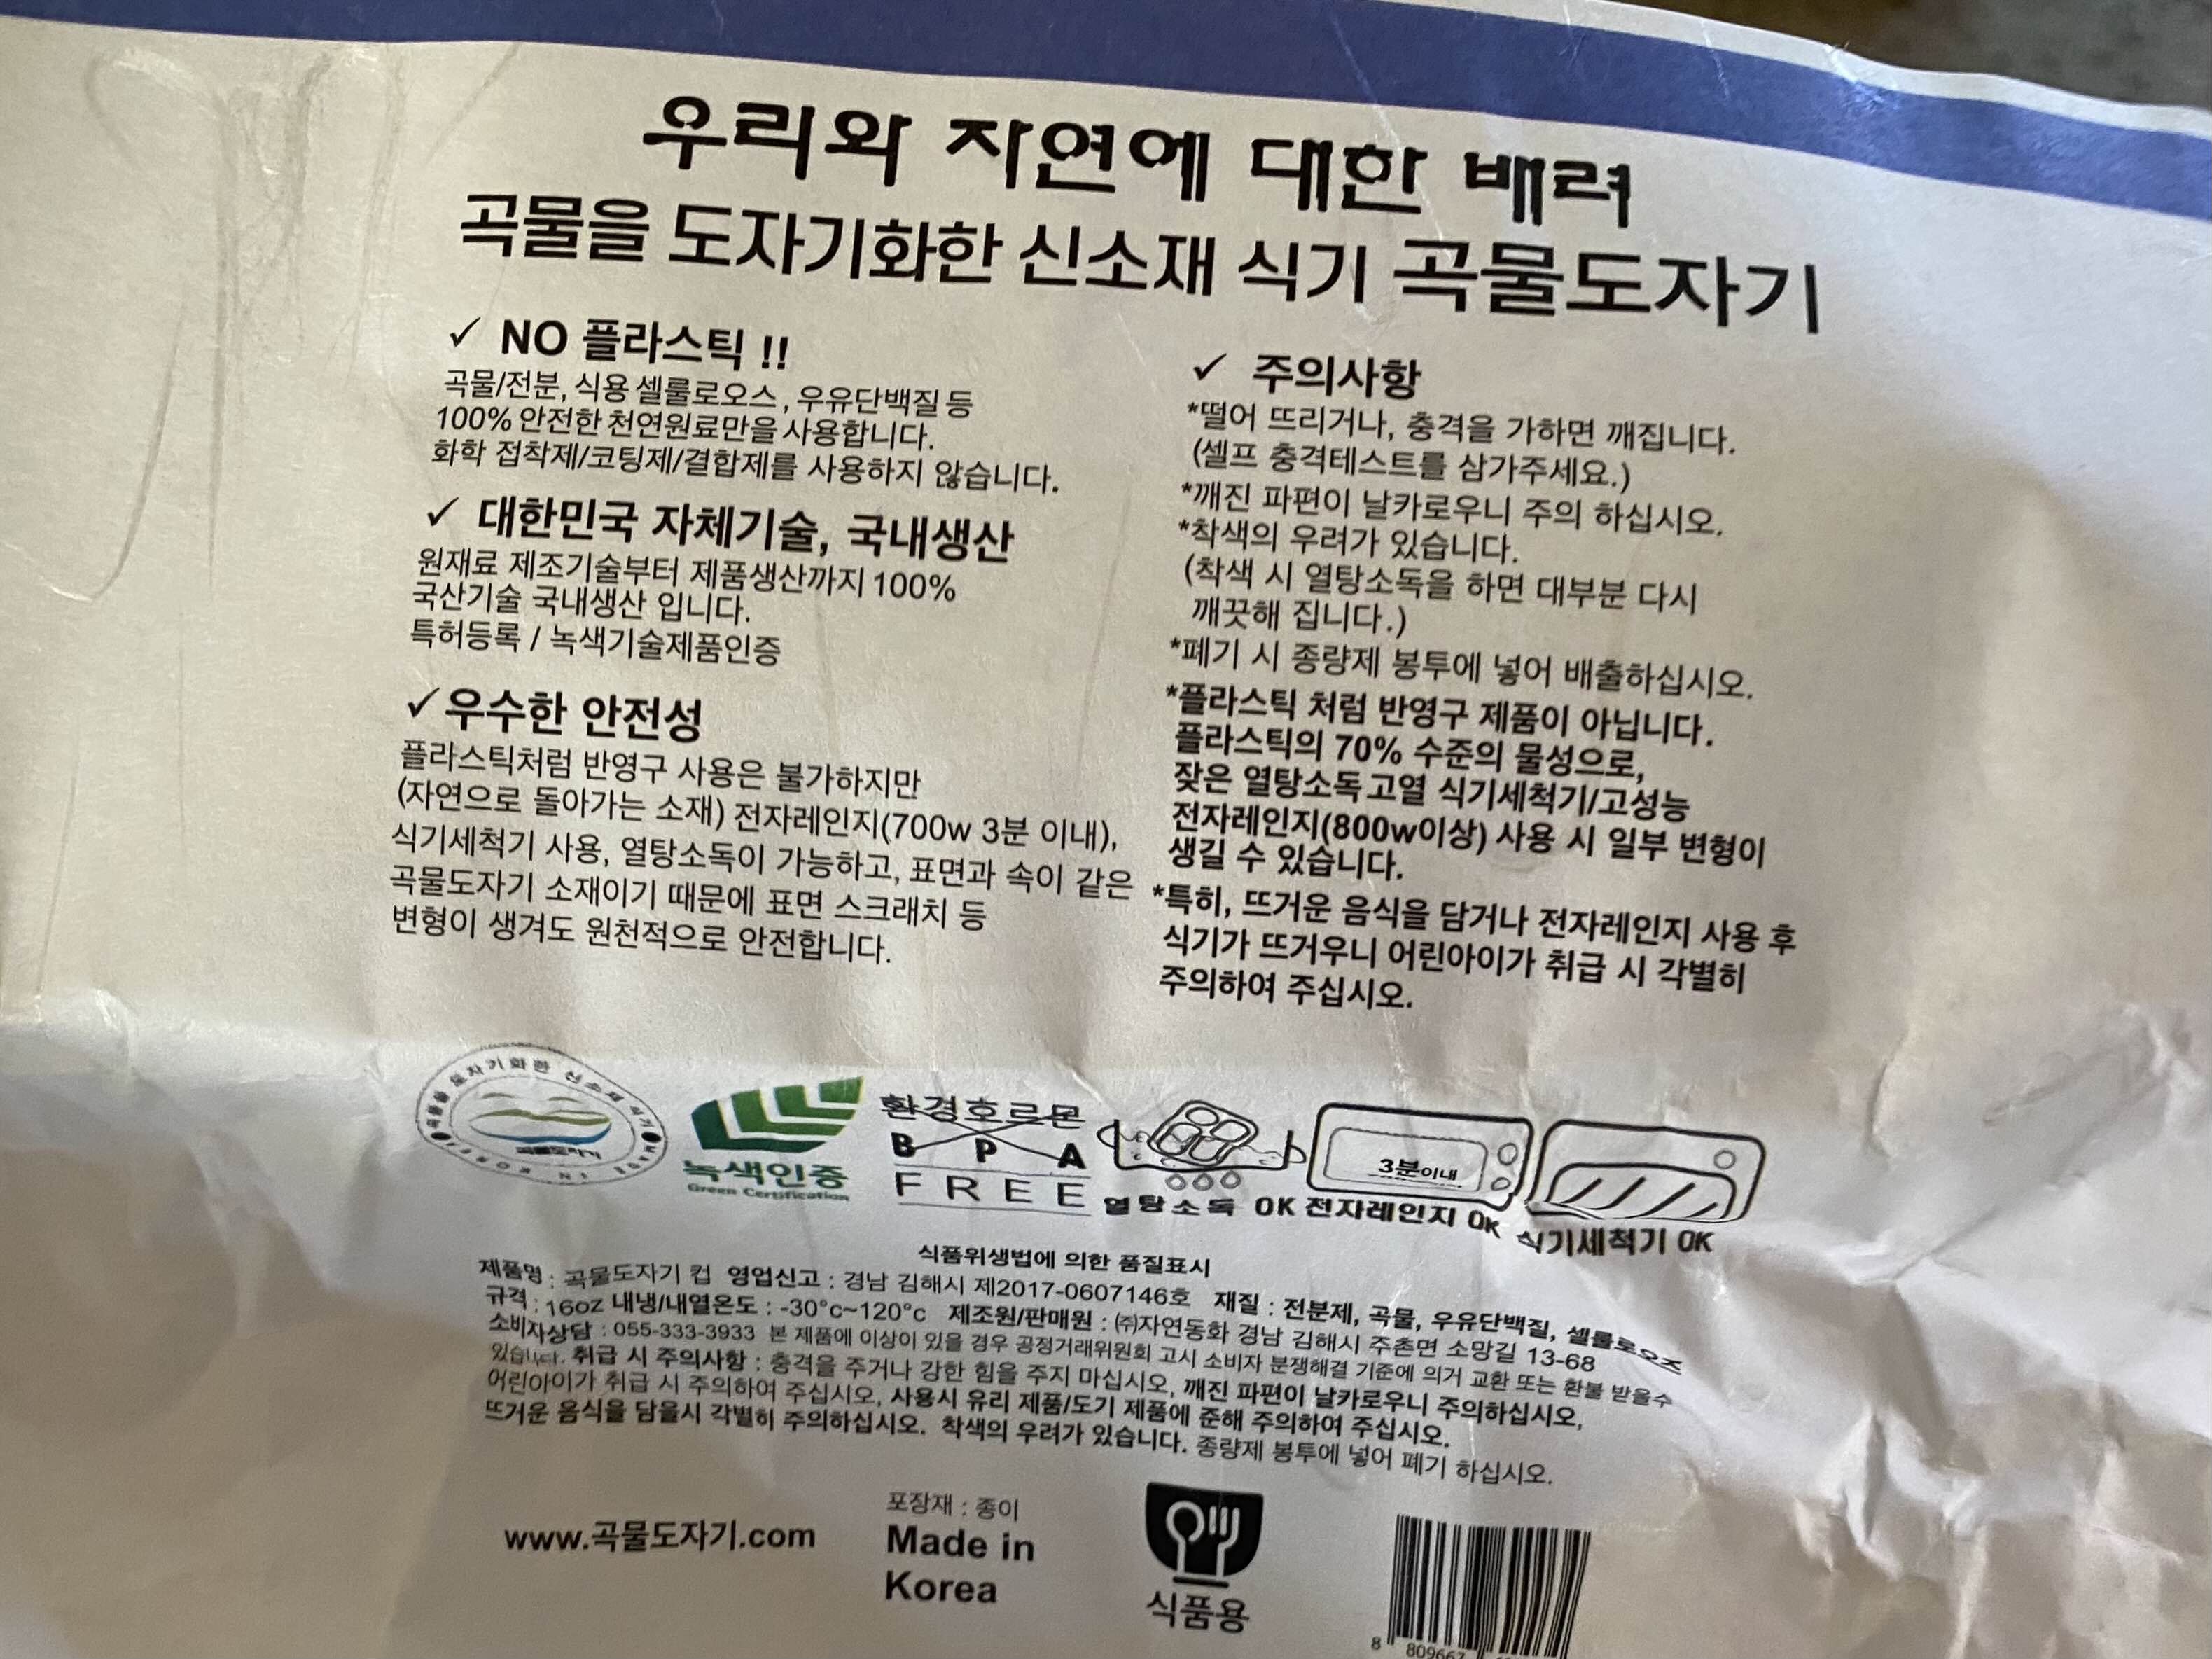 우리와 자연에 대한 배려
곡물을 도자기화한 신소재 식기 곡물도자기
✓ NO 플라스틱 !!
곡물/전분, 식용 셀룰로오스, 우유단백질 등
100% 안전한 천연원료만을 사용합니다.
화학 접착제/코팅제/결합제를 사용하지 않습니다.
✓ 대한민국 자체기술, 국내생산
원재료 제조기술부터 제품생산까지 100%
국산기술 국내생산 입니다.
특허등록 / 녹색기술제품인증
✓ 우수한 안전성
플라스틱처럼 반영구 사용은 불가하지만
(자연으로 돌아가는 소재) 전자레인지(700w 3분 이내),
식기세척기 사용, 열탕소독이 가능하고, 표면과 속이 같은
곡물도자기 소재이기 때문에 표면 스크래치 등
변형이 생겨도 원천적으로 안전합니다.
✓ 주의사항
*떨어 뜨리거나, 충격을 가하면 깨집니다.
(셀프 충격테스트를 삼가주세요.)
*깨진 파편이 날카로우니 주의 하십시오.
*착색의 우려가 있습니다.
(착색 시 열탕소독을 하면 대부분 다시
깨끗해 집니다.)
*폐기 시 종량제 봉투에 넣어 배출하십시오.
*플라스틱 처럼 반영구 제품이 아닙니다.
플라스틱의 70% 수준의 물성으로,
잦은 열탕소독 고열 식기세척기/고성능
전자레인지(800w이상) 사용 시 일부 변형이
생길 수 있습니다.
*특히, 뜨거운 음식을 담거나 전자레인지 사용 후
식기가 뜨거우니 어린아이가 취급 시 각별히
주의하여 주십시오.
곡물을 도자기화한 신소재 식기
MADE IN KOREA
곡물도자기
녹색인증
Green Certification
환경호르몬
B P A
FREE
열탕소독 OK
3분이내
전자레인지 OK
식기세척기 OK
식품위생법에 의한 품질표시
제품명 : 곡물도자기 컵 영업신고 : 경남 김해시 제2017-0607146호 재질 : 전분제, 곡물, 우유단백질, 셀룰로오즈
규격 : 16oz 내냉/내열온도 : -30°c~120°c 제조원/판매원 : ㈜자연동화 경남 김해시 주촌면 소망길 13-68
소비자상담 : 055-333-3933 본 제품에 이상이 있을 경우 공정거래위원회 고시 소비자 분쟁해결 기준에 의거 교환 또는 환불 받을수
있습니다. 취급 시 주의사항 : 충격을 주거나 강한 힘을 주지 마십시오, 깨진 파편이 날카로우니 주의하십시오,
어린아이가 취급 시 주의하여 주십시오, 사용시 유리 제품/도기 제품에 준해 주의하여 주십시오.
뜨거운 음식을 담을시 각별히 주의하십시오. 착색의 우려가 있습니다. 종량제 봉투에 넣어 폐기 하십시오.
www.곡물도자기.com
포장재 : 종이
Made in
Korea
식품용
8 809667